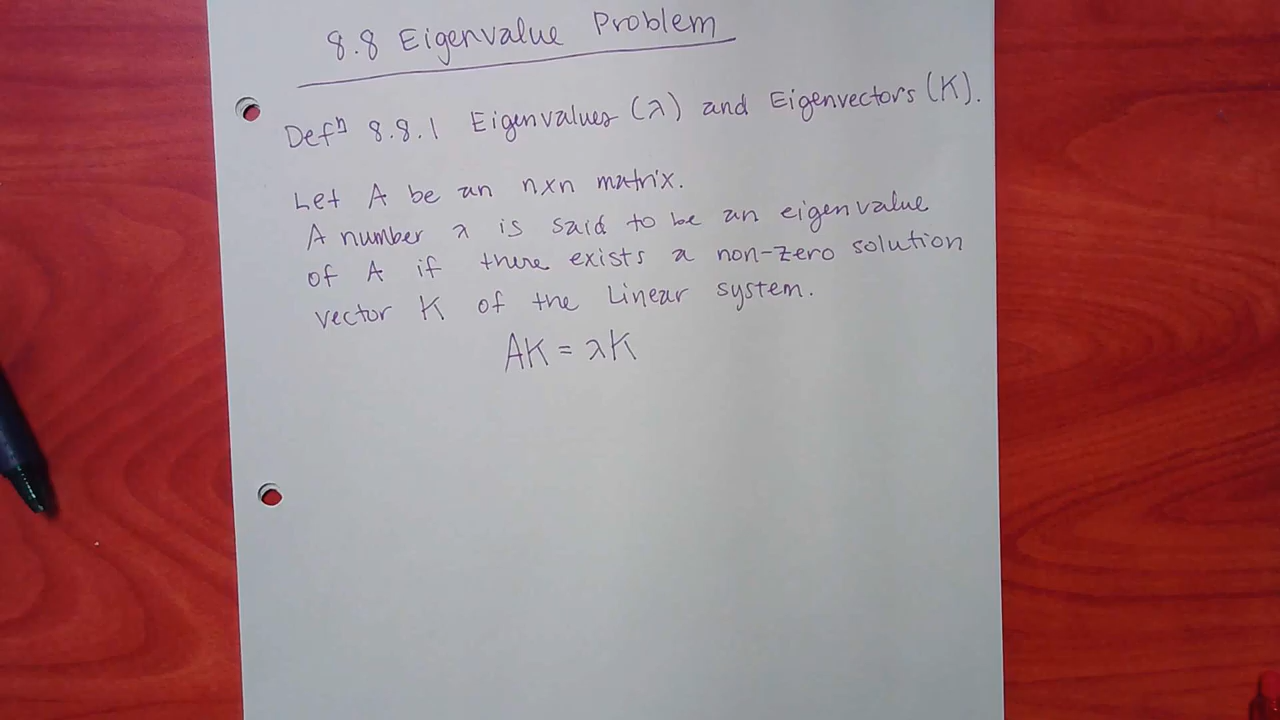 8.8 Eigenvalue Problem
Defⁿ 8.8.1 Eigenvalues (λ) and Eigenvectors (K).
Let A be an nxn matrix.
A number λ is said to be an eigenvalue
of A if there exists a non-zero solution
vector K of the Linear system.
AK = λK